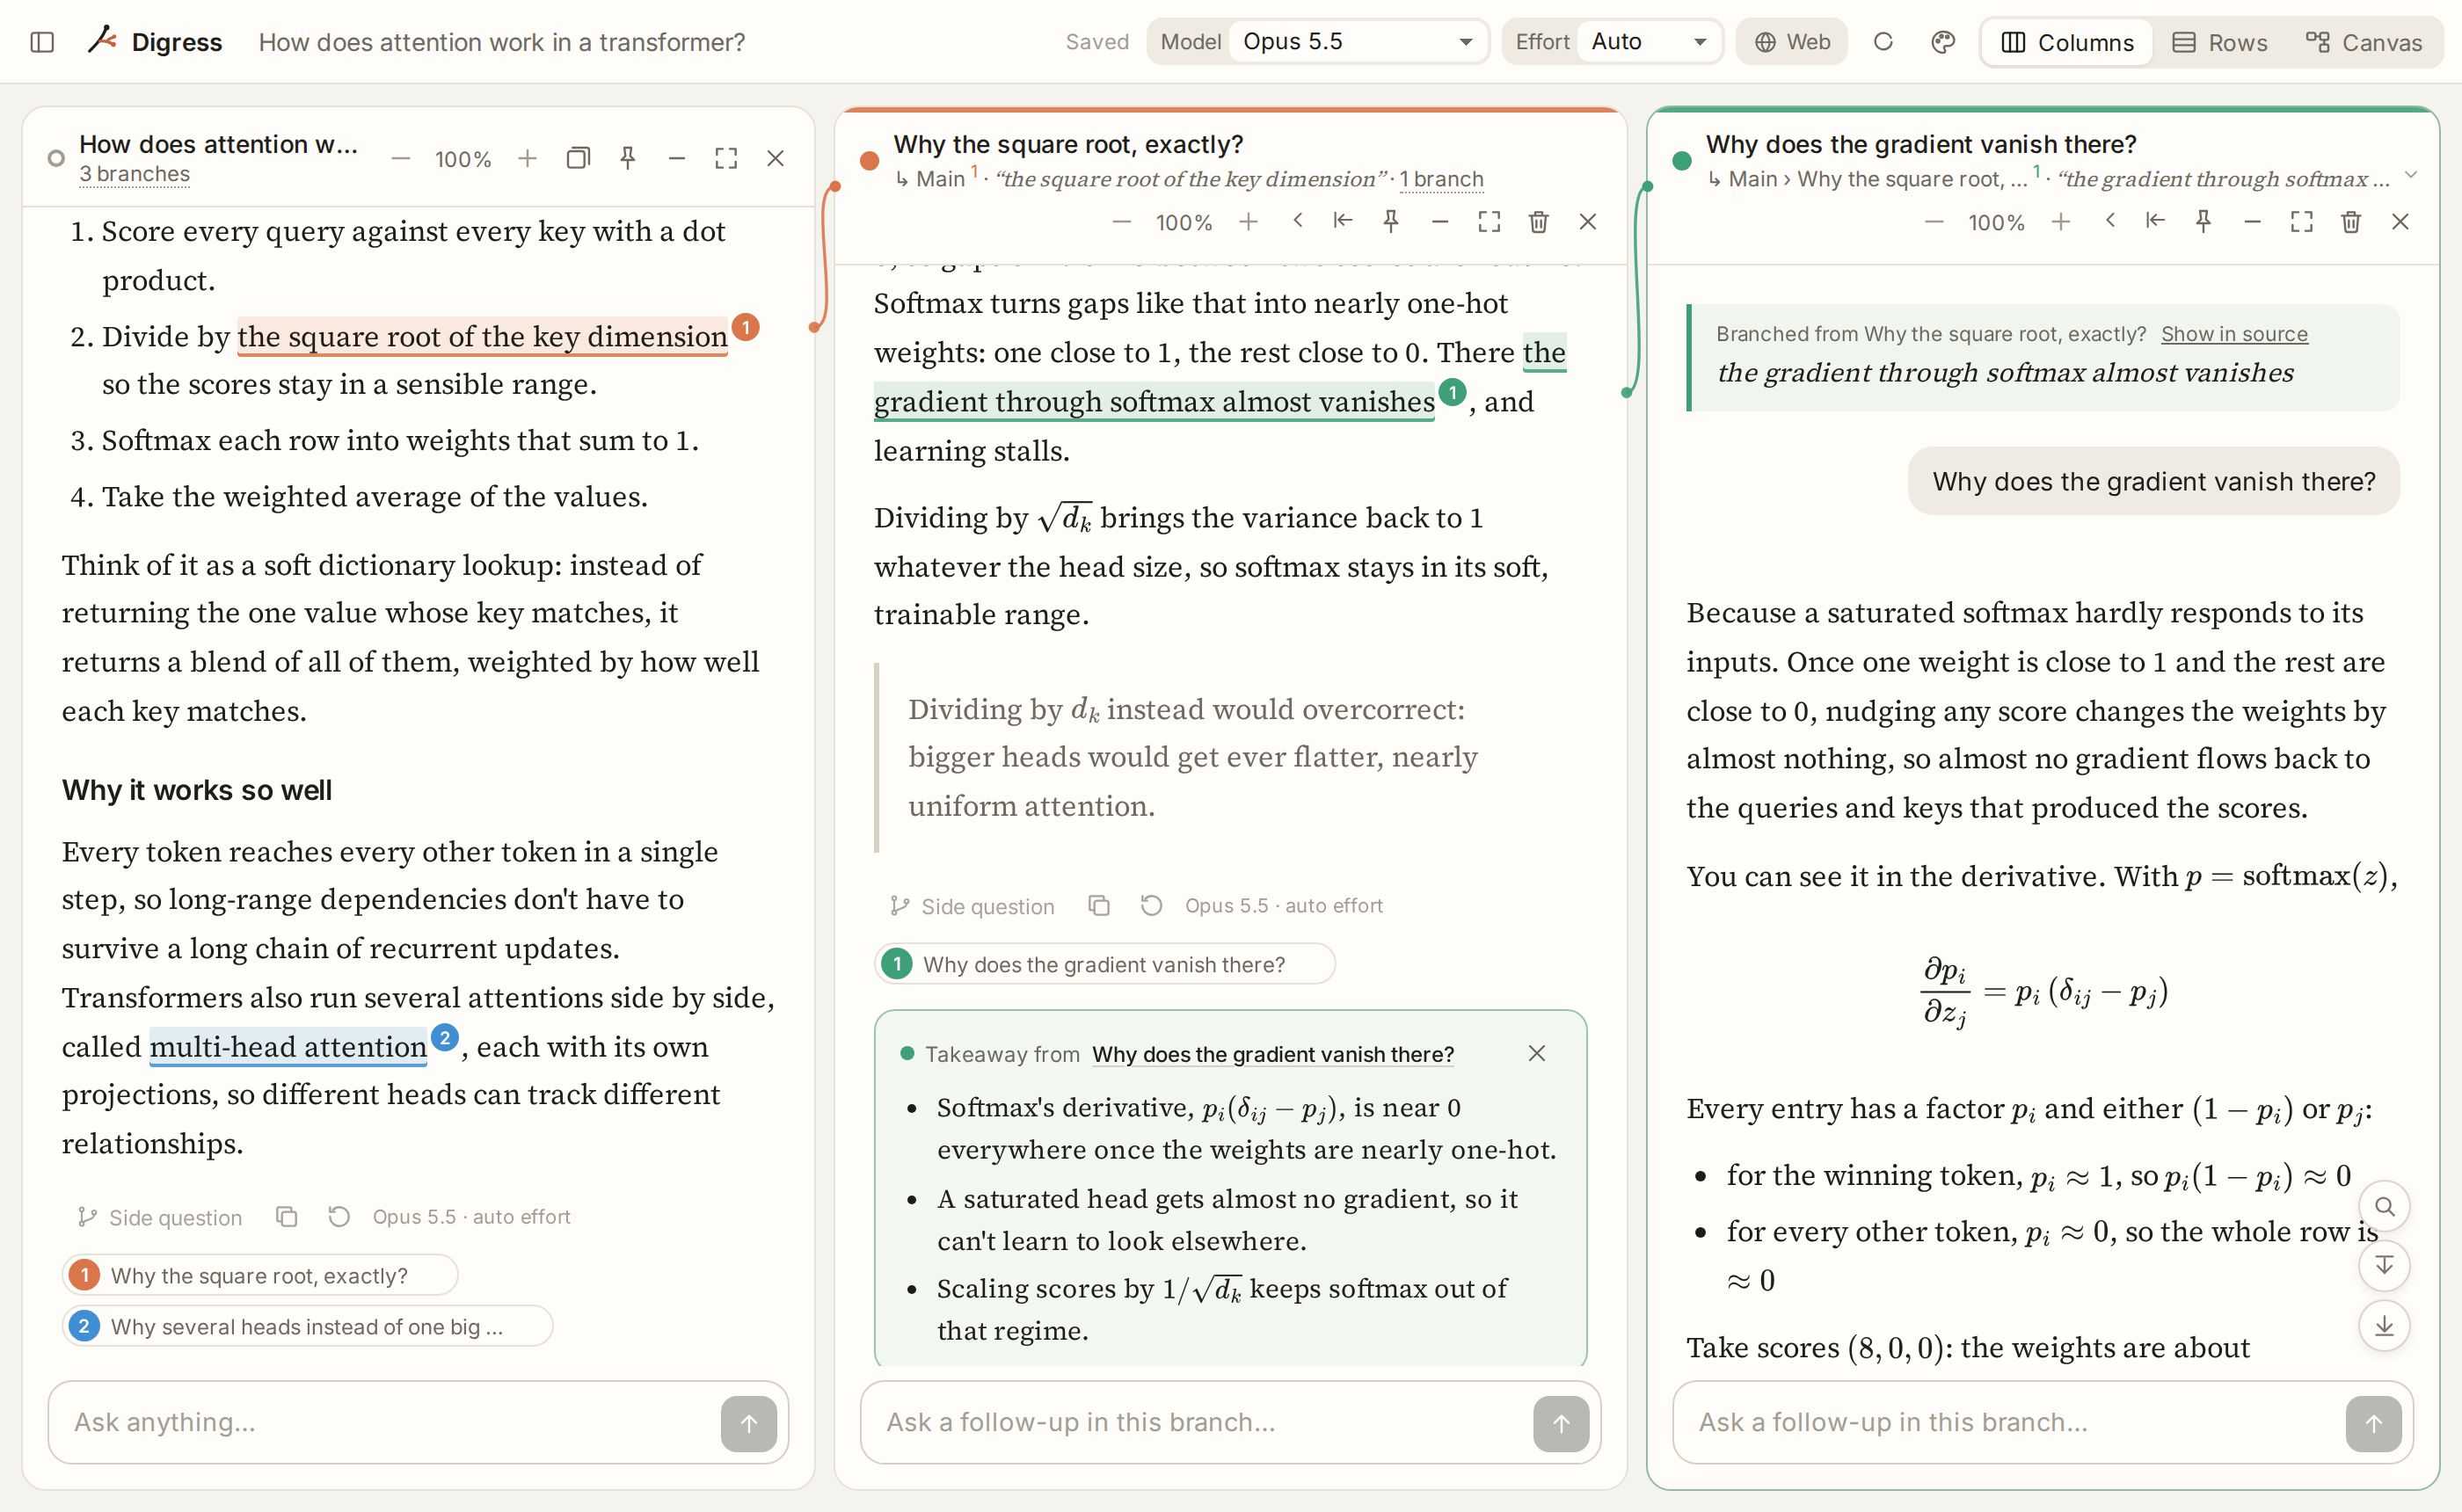 Digress
How does attention work in a transformer?
Saved
Model Opus 5.5
Effort Auto
Web
Columns
Rows
Canvas
How does attention w...
3 branches
100%
1. Score every query against every key with a dot
product.
2. Divide by the square root of the key dimension 1
so the scores stay in a sensible range.
3. Softmax each row into weights that sum to 1.
4. Take the weighted average of the values.
Think of it as a soft dictionary lookup: instead of
returning the one value whose key matches, it
returns a blend of all of them, weighted by how well
each key matches.
Why it works so well
Every token reaches every other token in a single
step, so long-range dependencies don't have to
survive a long chain of recurrent updates.
Transformers also run several attentions side by side,
called multi-head attention 2, each with its own
projections, so different heads can track different
relationships.
Side question
Opus 5.5 · auto effort
1 Why the square root, exactly?
2 Why several heads instead of one big ...
Ask anything...
Why the square root, exactly?
↳ Main 1 · “the square root of the key dimension” · 1 branch
100%
Softmax turns gaps like that into nearly one-hot
weights: one close to 1, the rest close to 0. There the
gradient through softmax almost vanishes 1, and
learning stalls.
Dividing by √dₖ brings the variance back to 1
whatever the head size, so softmax stays in its soft,
trainable range.
Dividing by dₖ instead would overcorrect:
bigger heads would get ever flatter, nearly
uniform attention.
Side question
Opus 5.5 · auto effort
1 Why does the gradient vanish there?
Takeaway from Why does the gradient vanish there?
• Softmax's derivative, pᵢ(δᵢⱼ − pⱼ), is near 0
everywhere once the weights are nearly one-hot.
• A saturated head gets almost no gradient, so it
can't learn to look elsewhere.
• Scaling scores by 1/√dₖ keeps softmax out of
that regime.
Ask a follow-up in this branch...
Why does the gradient vanish there?
↳ Main › Why the square root, ... 1 · “the gradient through softmax ...
100%
Branched from Why the square root, exactly? Show in source
the gradient through softmax almost vanishes
Why does the gradient vanish there?
Because a saturated softmax hardly responds to its
inputs. Once one weight is close to 1 and the rest are
close to 0, nudging any score changes the weights by
almost nothing, so almost no gradient flows back to
the queries and keys that produced the scores.
You can see it in the derivative. With p = softmax(z),
∂pᵢ/∂zⱼ = pᵢ (δᵢⱼ − pⱼ)
Every entry has a factor pᵢ and either (1 − pᵢ) or pⱼ:
• for the winning token, pᵢ ≈ 1, so pᵢ(1 − pᵢ) ≈ 0
• for every other token, pᵢ ≈ 0, so the whole row is
≈ 0
Take scores (8, 0, 0): the weights are about
Ask a follow-up in this branch...